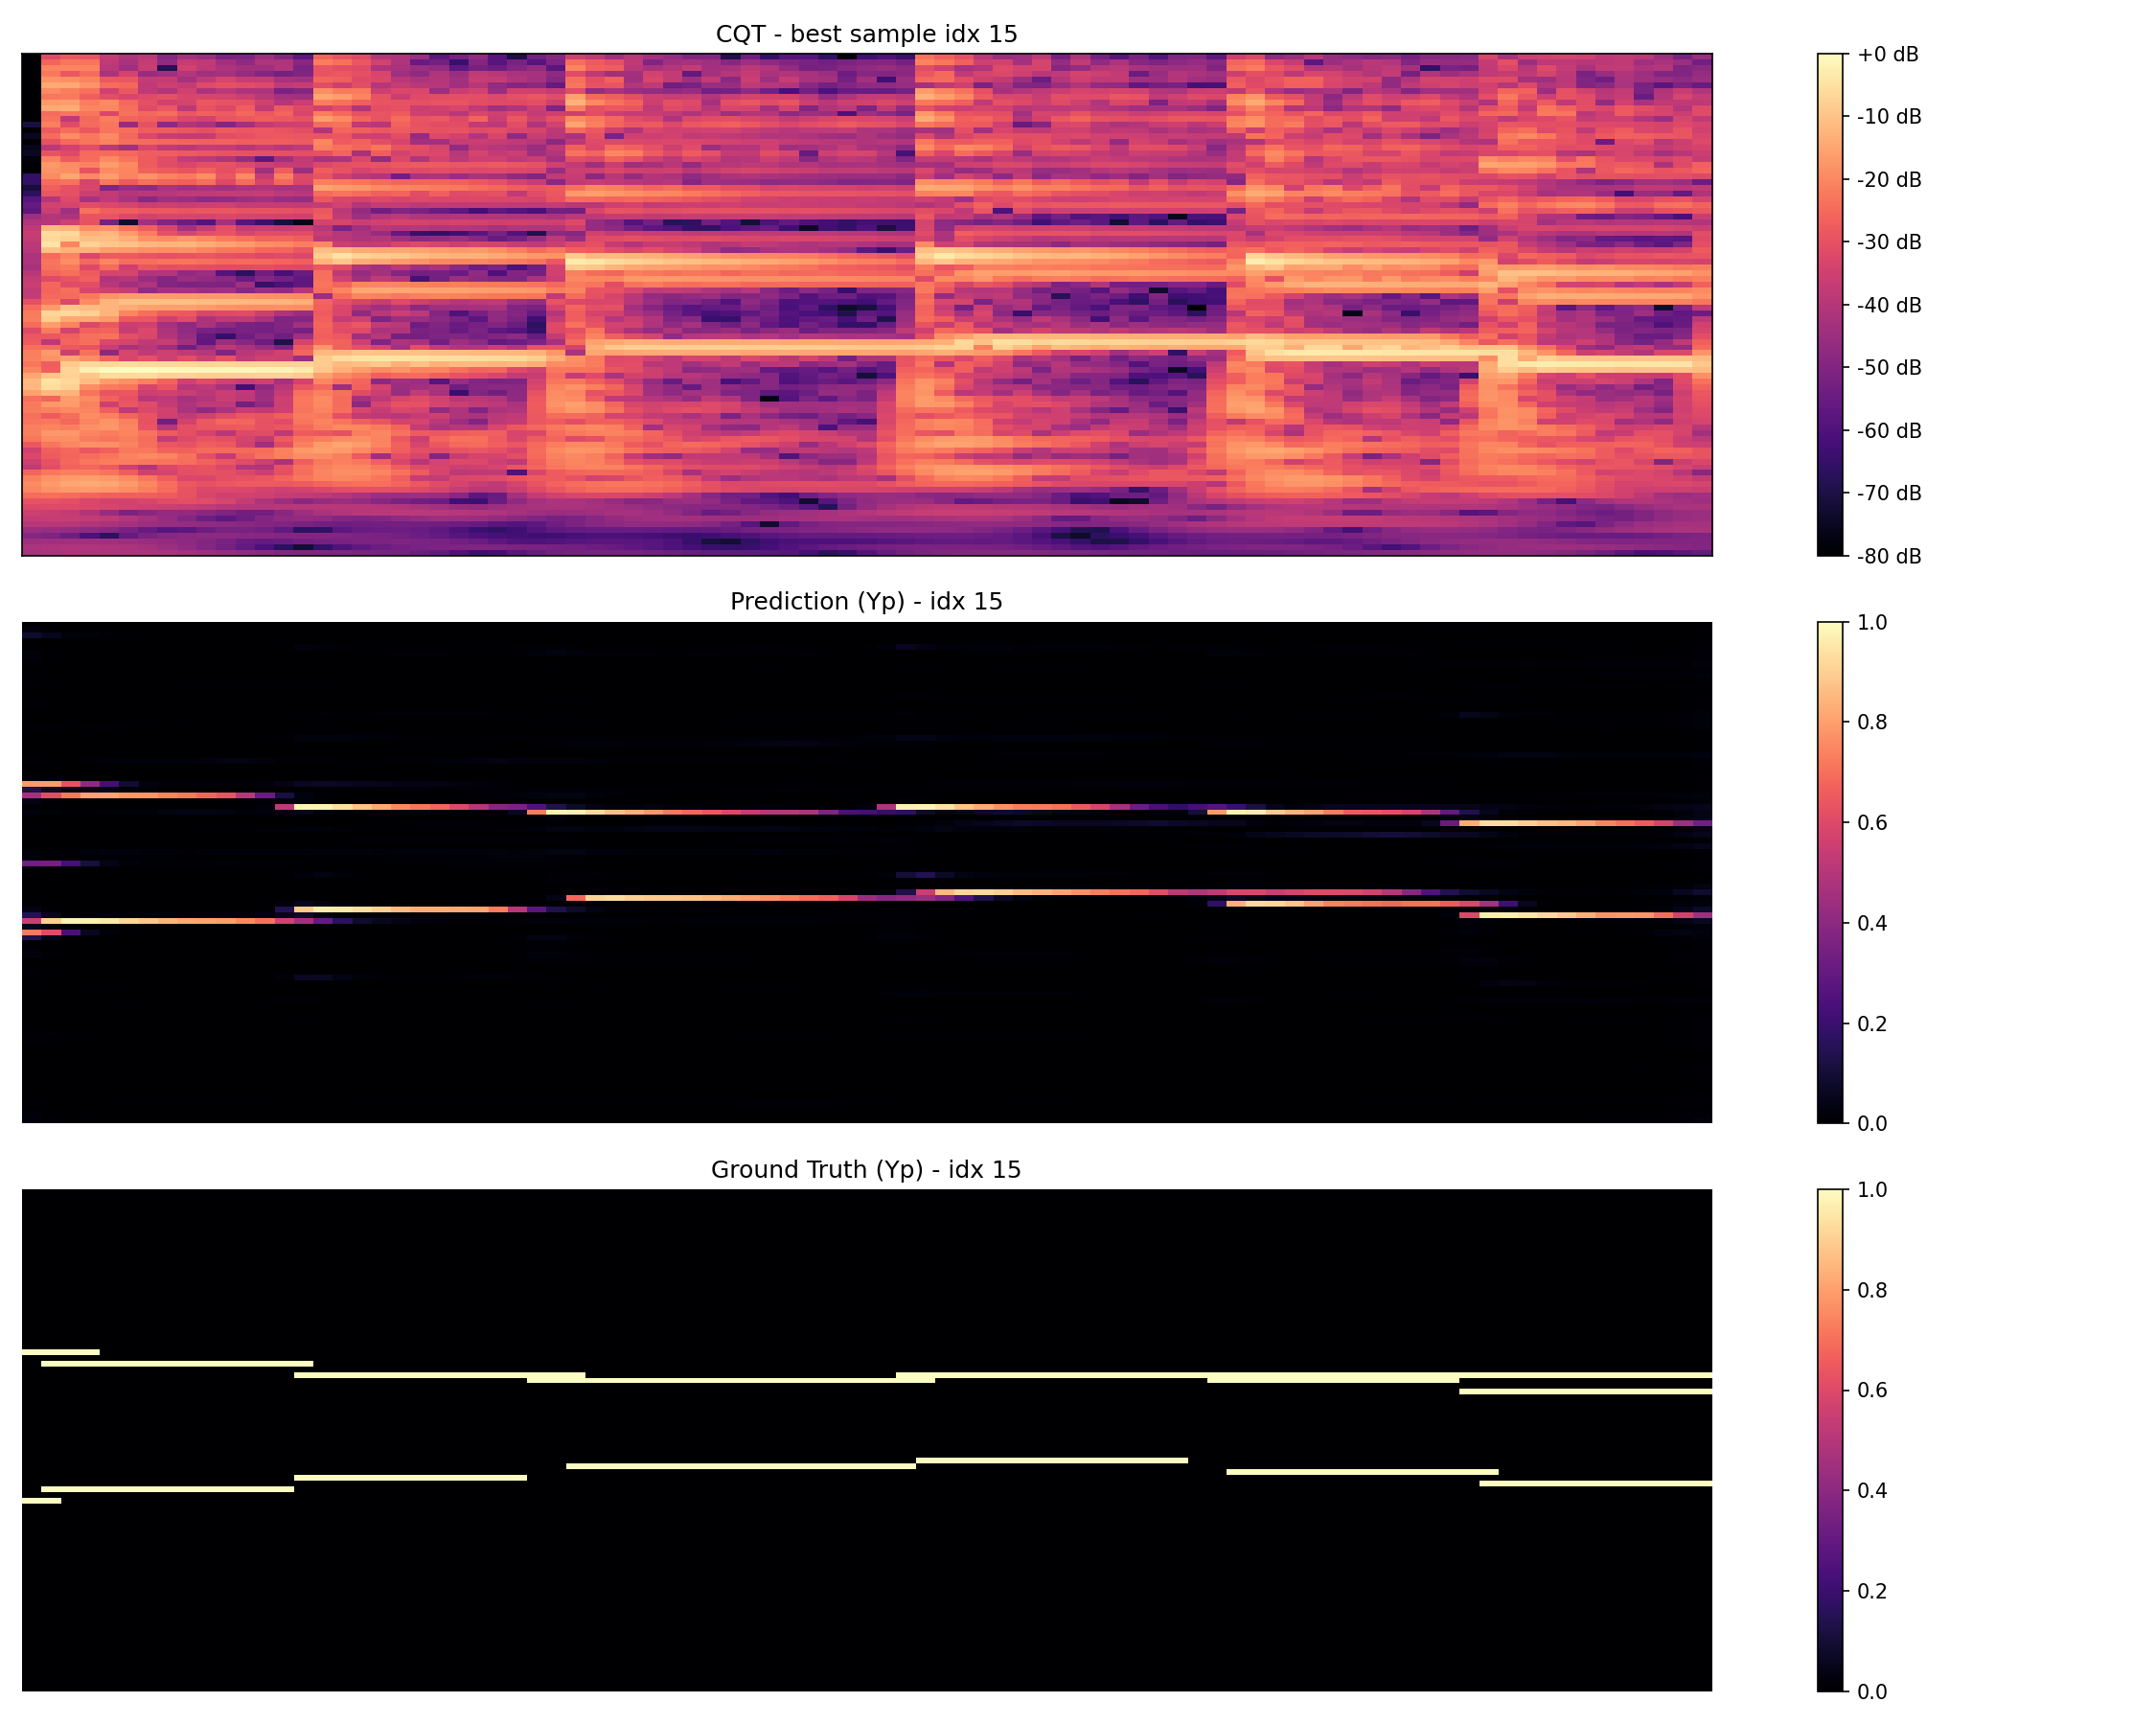 CQT - best sample idx 15
+0 dB
-10 dB
-20 dB
-30 dB
-40 dB
-50 dB
-60 dB
-70 dB
-80 dB
Prediction (Yp) - idx 15
1.0
0.8
0.6
0.4
0.2
0.0
Ground Truth (Yp) - idx 15
1.0
0.8
0.6
0.4
0.2
0.0